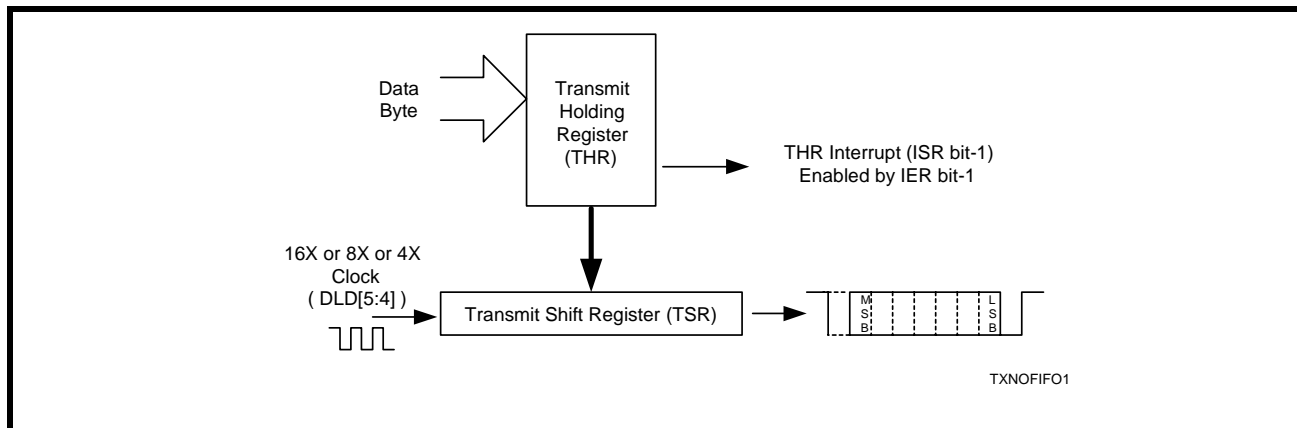 Data
Byte
Transmit
Holding
Register
(THR)
THR Interrupt (ISR bit-1)
Enabled by IER bit-1
16X or 8X or 4X
Clock
( DLD[5:4] )
Transmit Shift Register (TSR)
M
S
B
L
S
B
TXNOFIFO1